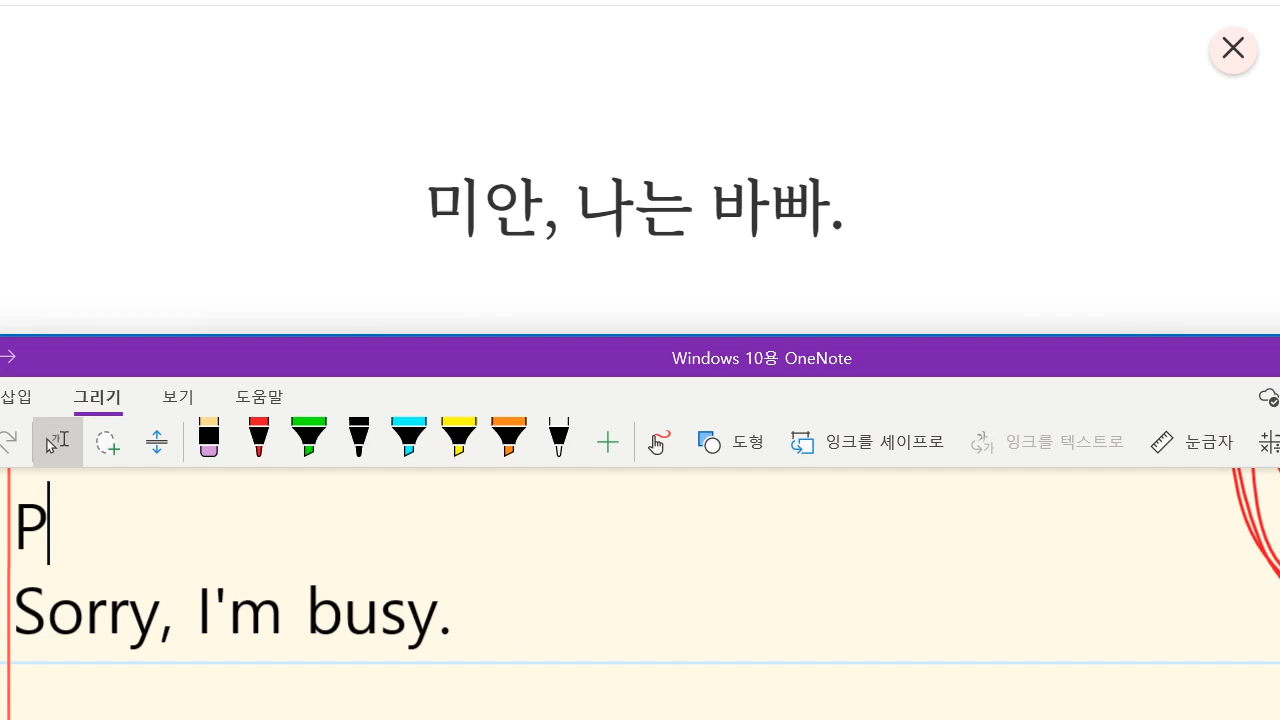 미안, 나는 바빠.
Windows 10용 OneNote
삽입 그리기 보기 도움말
도형 잉크를 셰이프로 잉크를 텍스트로 눈금자
P
Sorry, I'm busy.